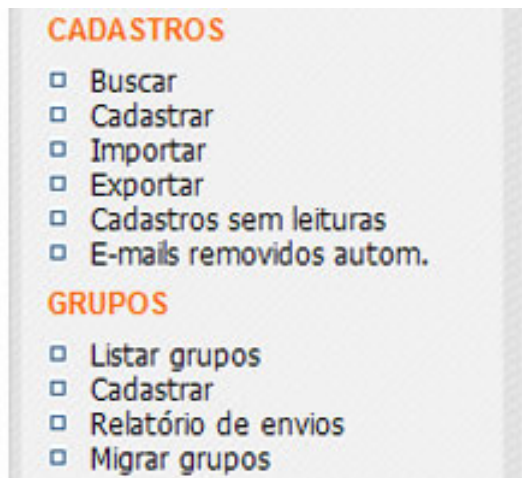 CADASTROS
Buscar
Cadastrar
Importar
Exportar
Cadastros sem leituras
E-mails removidos autom.
GRUPOS
Listar grupos
Cadastrar
Relatório de envios
Migrar grupos